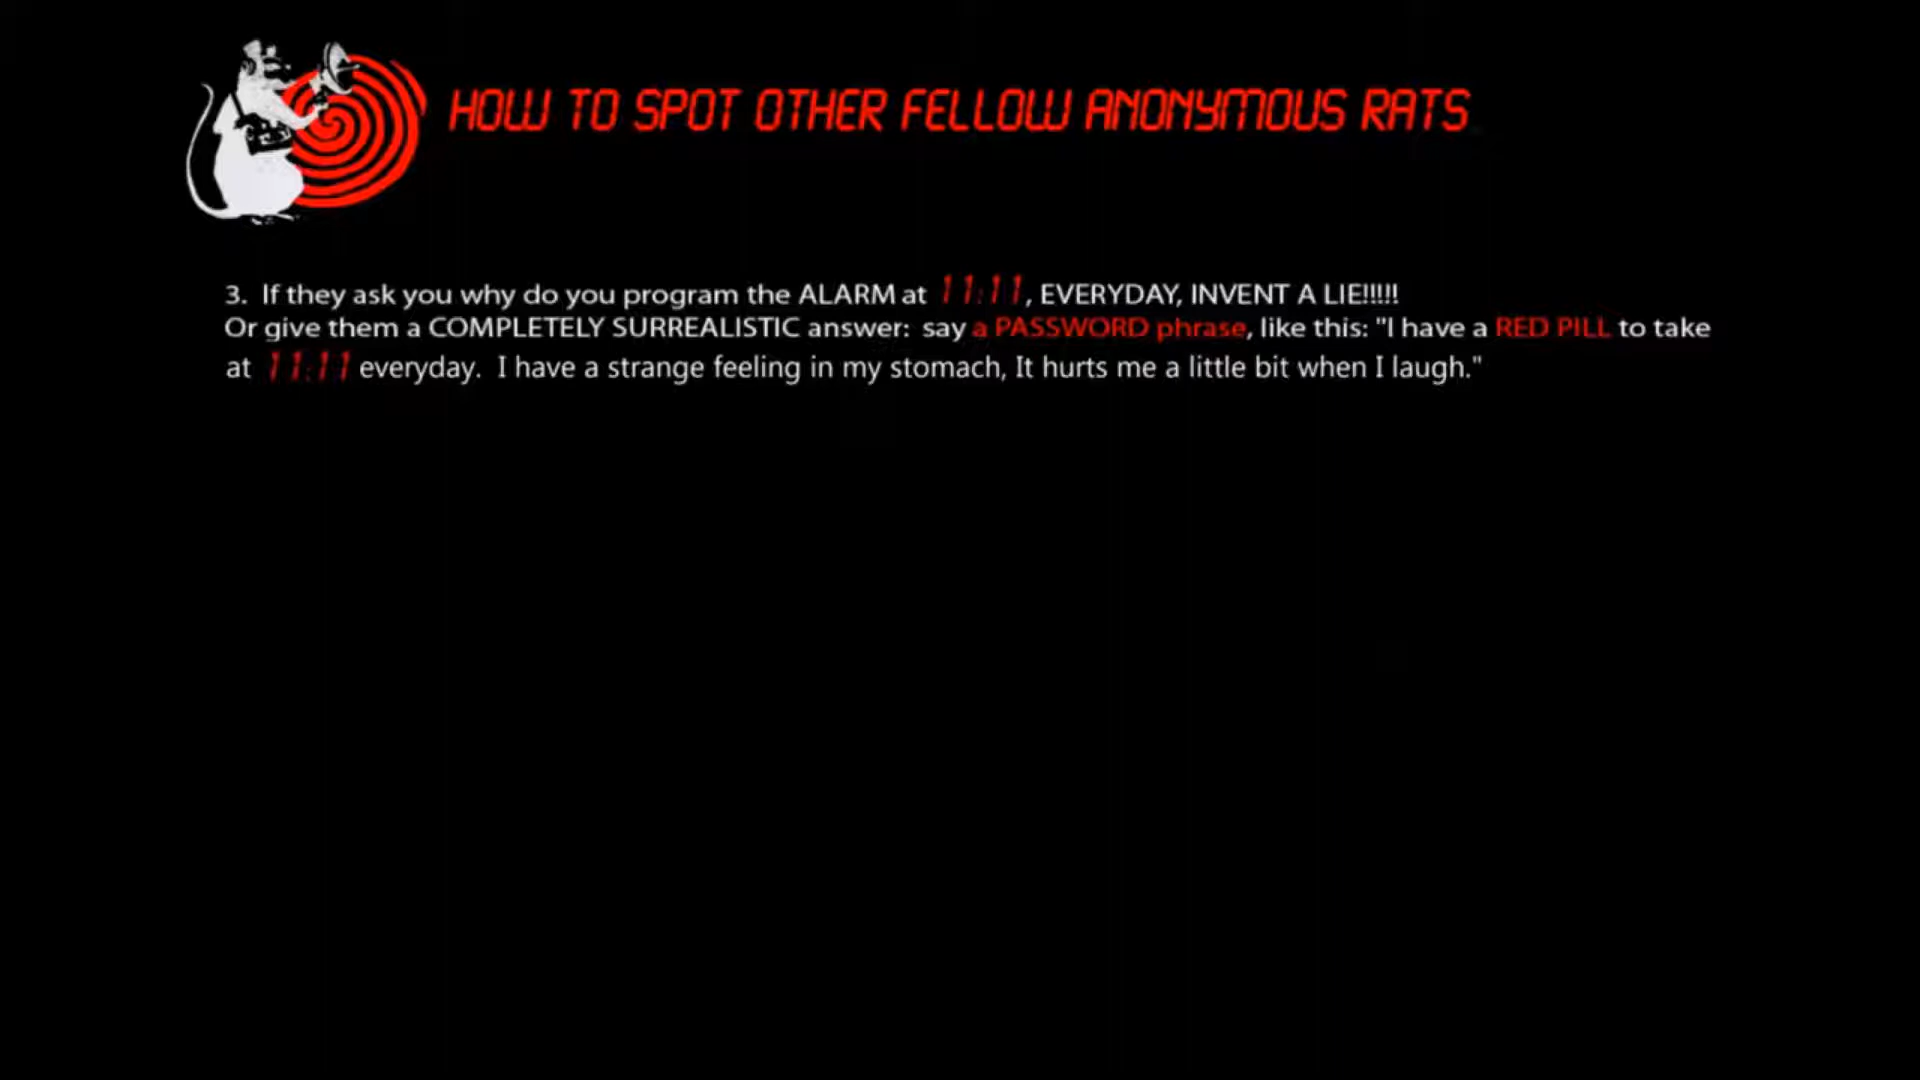 HOW TO SPOT OTHER FELLOW ANONYMOUS RATS
3. If they ask you why do you program the ALARM at 11:11, EVERYDAY, INVENT A LIE!!!!!
Or give them a COMPLETELY SURREALISTIC answer: say a PASSWORD phrase, like this: "I have a RED PILL to take
at 11:11 everyday. I have a strange feeling in my stomach, It hurts me a little bit when I laugh."